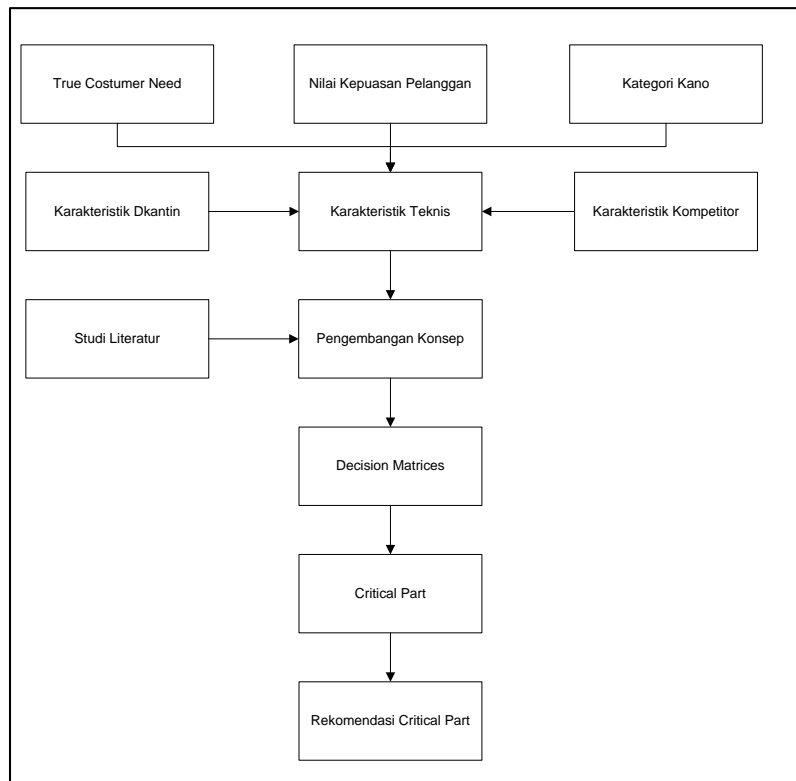 True Costumer Need
Nilai Kepuasan Pelanggan
Kategori Kano
Karakteristik Dkantin
Karakteristik Teknis
Karakteristik Kompetitor
Studi Literatur
Pengembangan Konsep
Decision Matrices
Critical Part
Rekomendasi Critical Part